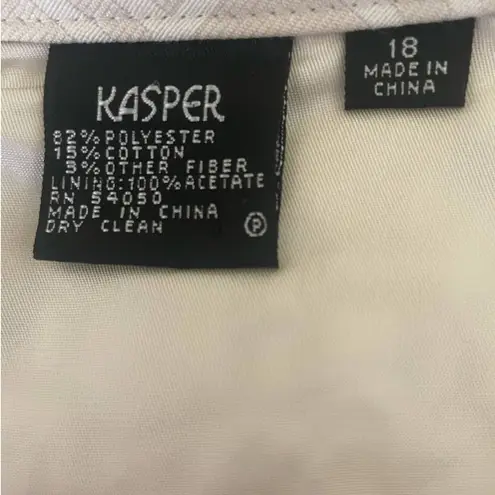 KASPER
82% POLYESTER
15% COTTON
3% OTHER FIBER
LINING: 100% ACETATE
RN 54050
MADE IN CHINA
DRY CLEAN
P
18
MADE IN
CHINA